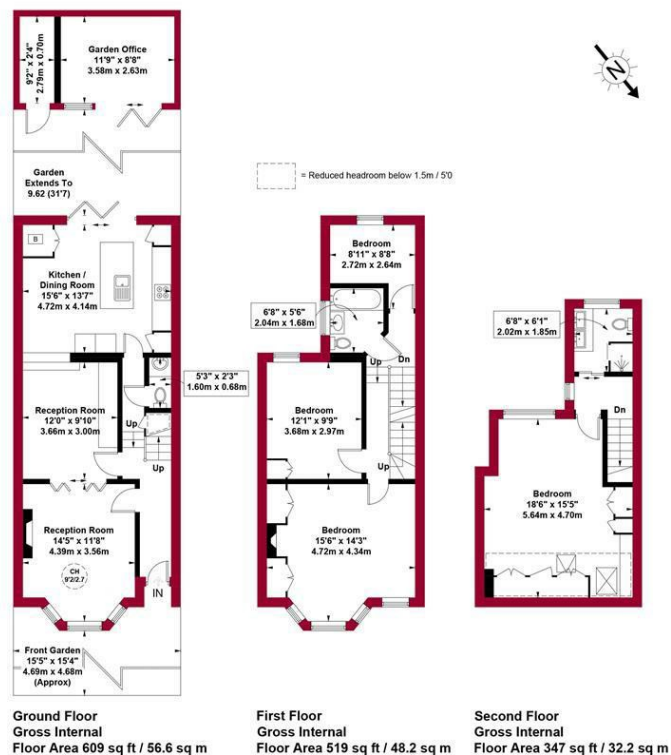 9'2" x 2'4"
2.79m x 0.70m
Garden Office
11'9" x 8'8"
3.58m x 2.63m
N
= Reduced headroom below 1.5m / 5'0
Garden
Extends To
9.62 (31'7)
B
Kitchen /
Dining Room
15'6" x 13'7"
4.72m x 4.14m
5'3" x 2'3"
1.60m x 0.68m
Reception Room
12'0" x 9'10"
3.66m x 3.00m
Up
Up
Reception Room
14'5" x 11'8"
4.39m x 3.56m
CH
9'2/2.7
IN
Front Garden
15'5" x 15'4"
4.69m x 4.68m
(Approx)
Bedroom
8'11" x 8'8"
2.72m x 2.64m
6'8" x 5'6"
2.04m x 1.68m
Up
Dn
Bedroom
12'1" x 9'9"
3.68m x 2.97m
Up
Bedroom
15'6" x 14'3"
4.72m x 4.34m
6'8" x 6'1"
2.02m x 1.85m
Dn
Bedroom
18'6" x 15'5"
5.64m x 4.70m
Ground Floor
Gross Internal
Floor Area 609 sq ft / 56.6 sq m
First Floor
Gross Internal
Floor Area 519 sq ft / 48.2 sq m
Second Floor
Gross Internal
Floor Area 347 sq ft / 32.2 sq m